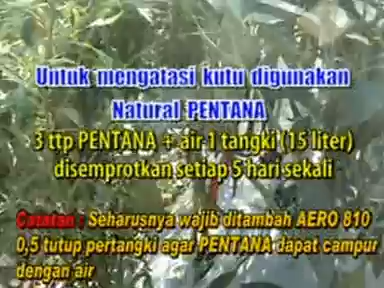 Untuk mengatasi kutu digunakan
Natural PENTANA
3 ttp PENTANA + air 1 tangki (15 liter)
disemprotkan setiap 5 hari sekali
Catatan : Seharusnya wajib ditambah AERO 810
0,5 tutup pertangki agar PENTANA dapat campur
dengan air